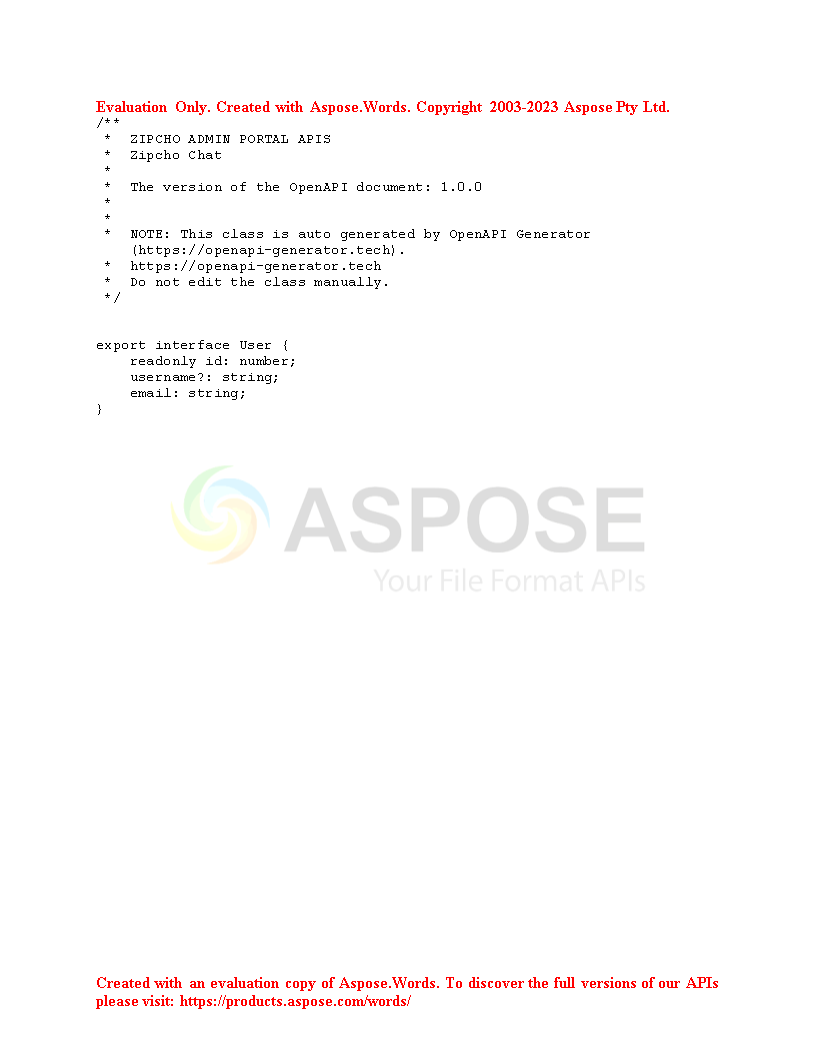 Evaluation Only. Created with Aspose.Words. Copyright 2003-2023 Aspose Pty Ltd.
/**
 *  ZIPCHO ADMIN PORTAL APIS
 *  Zipcho Chat
 *
 *  The version of the OpenAPI document: 1.0.0
 *
 *
 *  NOTE: This class is auto generated by OpenAPI Generator
    (https://openapi-generator.tech).
 *  https://openapi-generator.tech
 *  Do not edit the class manually.
 */
export interface User {
    readonly id: number;
    username?: string;
    email: string;
}
ASPOSE
Your File Format APIs
Created with an evaluation copy of Aspose.Words. To discover the full versions of our APIs
please visit: https://products.aspose.com/words/